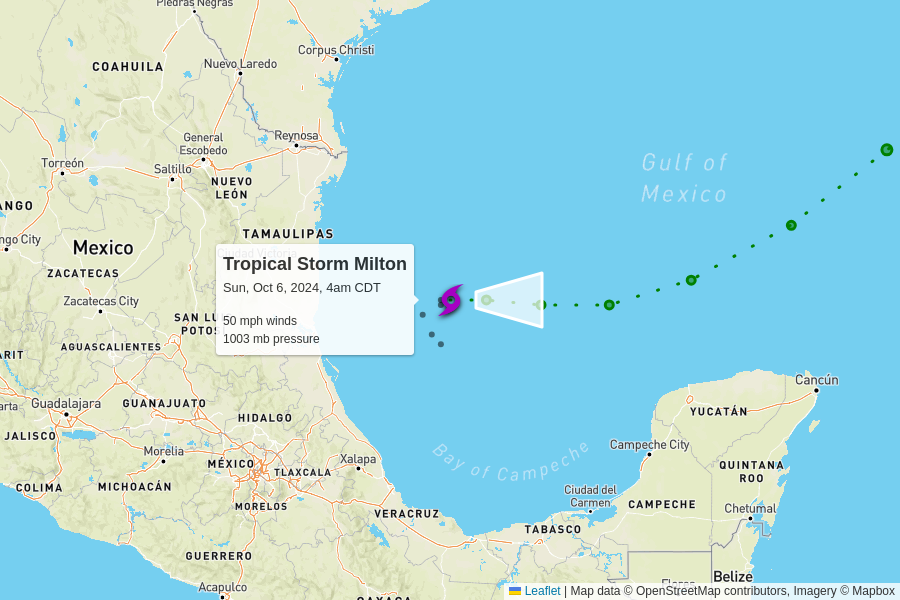 Piedras Negras
Corpus Christi
Nuevo Laredo
COAHUILA
Reynosa
General
Escobedo
Torreón
Saltillo
NUEVO
LEÓN
Gulf of
Mexico
ANGO
ngo City
TAMAULIPAS
Mexico
Tropical Storm Milton
Sun, Oct 6, 2024, 4am CDT
50 mph winds
1003 mb pressure
ZACATECAS
Zacatecas City
SAN LU
POTOS
AGUASCALIENTES
ARIT
Guadalajara
arta
GUANAJUATO
HIDALGO
JALISCO
Morelia
MÉXICO
TLAXCALA
Xalapa
COLIMA
MICHOACÁN
MORELOS
VERACRUZ
GUERRERO
Acapulco
OAXACA
Bay of Campeche
Cancún
YUCATÁN
Campeche City
QUINTANA
ROO
Ciudad del
Carmen
CAMPECHE
Chetumal
TABASCO
Belize
Flores
Leaflet | Map data © OpenStreetMap contributors, Imagery © Mapbox